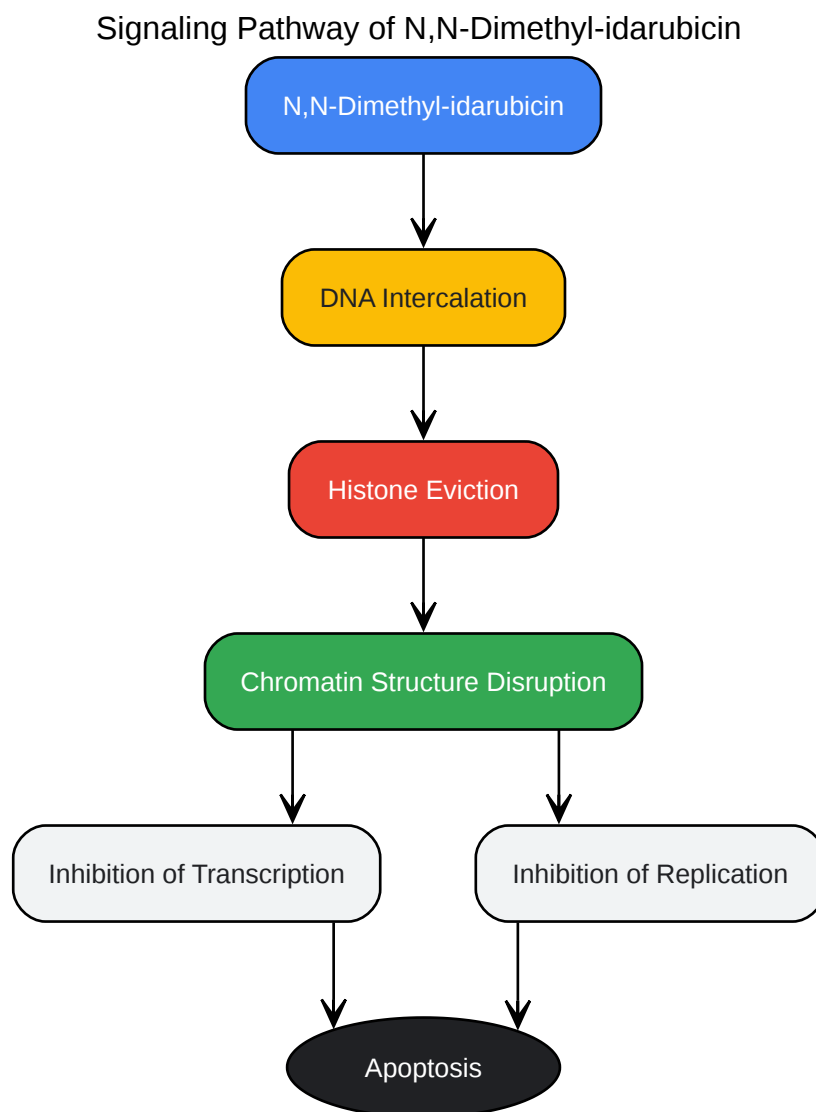 Signaling Pathway of N,N-Dimethyl-idarubicin
N,N-Dimethyl-idarubicin
DNA Intercalation
Histone Eviction
Chromatin Structure Disruption
Inhibition of Transcription
Inhibition of Replication
Apoptosis